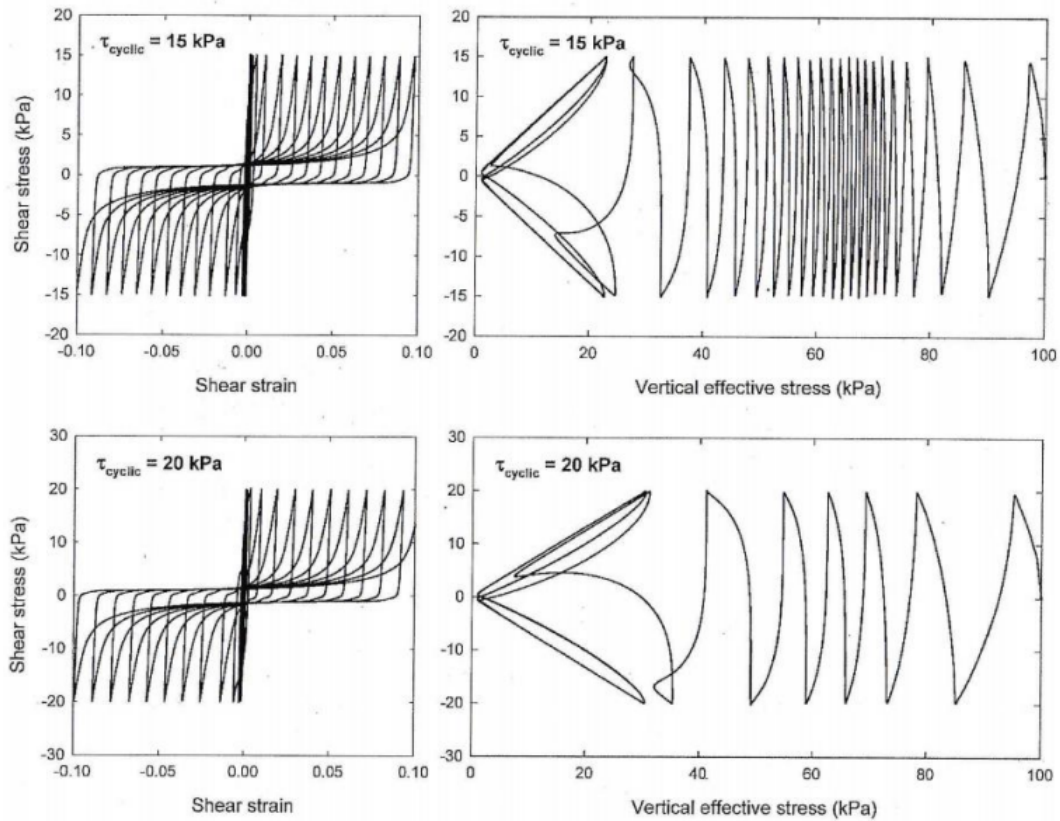 20
15
10
5
0
-5
-10
-15
-20
Shear stress (kPa)
τcyclic = 15 kPa
-0.10 -0.05 0.00 0.05 0.10
Shear strain
20
15
10
5
0
-5
-10
-15
-20
τcyclic = 15 kPa
0 20 40 60 80 100
Vertical effective stress (kPa)
30
20
10
0
-10
-20
-30
Shear stress (kPa)
τcyclic = 20 kPa
-0.10 -0.05 0.00 0.05 0.10
Shear strain
30
20
10
0
-10
-20
-30
τcyclic = 20 kPa
0 20 40 60 80 100
Vertical effective stress (kPa)